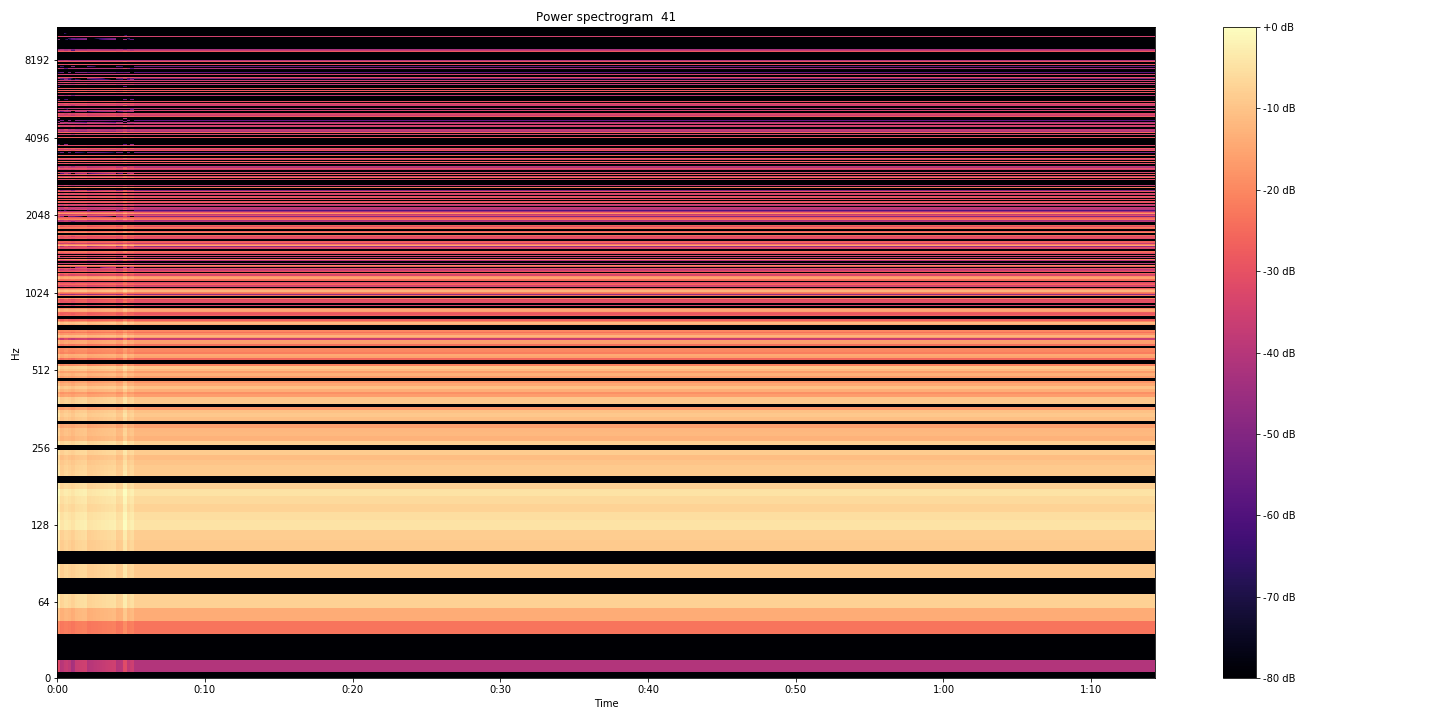 Power spectrogram 41
Hz
8192
4096
2048
1024
512
256
128
64
0
0:00 0:10 0:20 0:30 0:40 0:50 1:00 1:10
Time
+0 dB
-10 dB
-20 dB
-30 dB
-40 dB
-50 dB
-60 dB
-70 dB
-80 dB